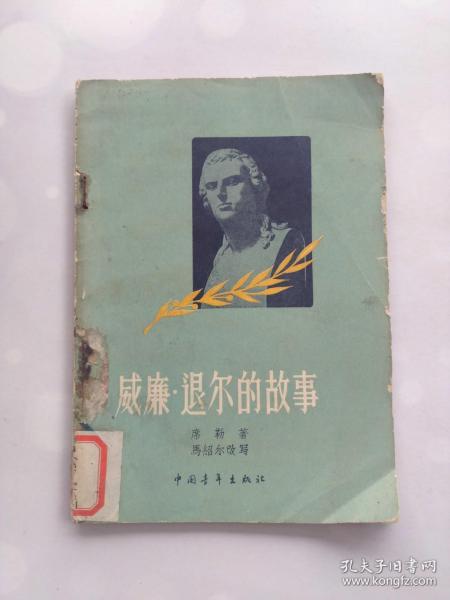 威廉·退尔的故事
席勒 著
馬紹尔改写
中国青年出版社
孔夫子旧书网
www.kongfz.com